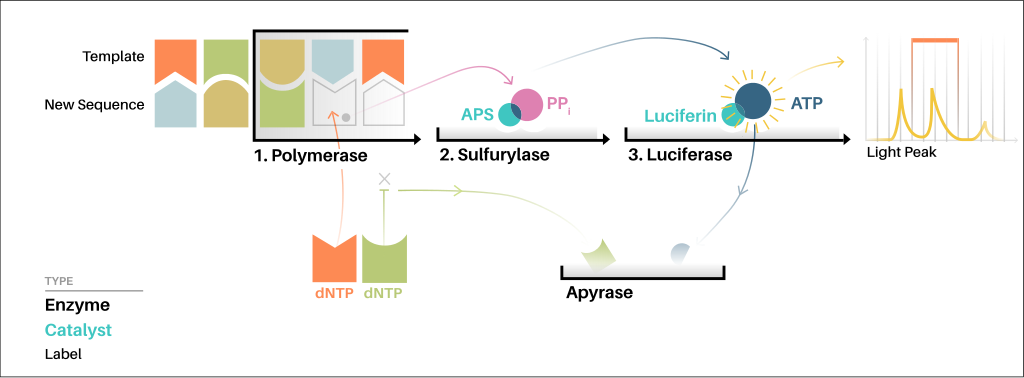 Template
New Sequence
1. Polymerase
APS
PPi
2. Sulfurylase
Luciferin
ATP
3. Luciferase
Light Peak
X
dNTP
dNTP
Apyrase
TYPE
Enzyme
Catalyst
Label